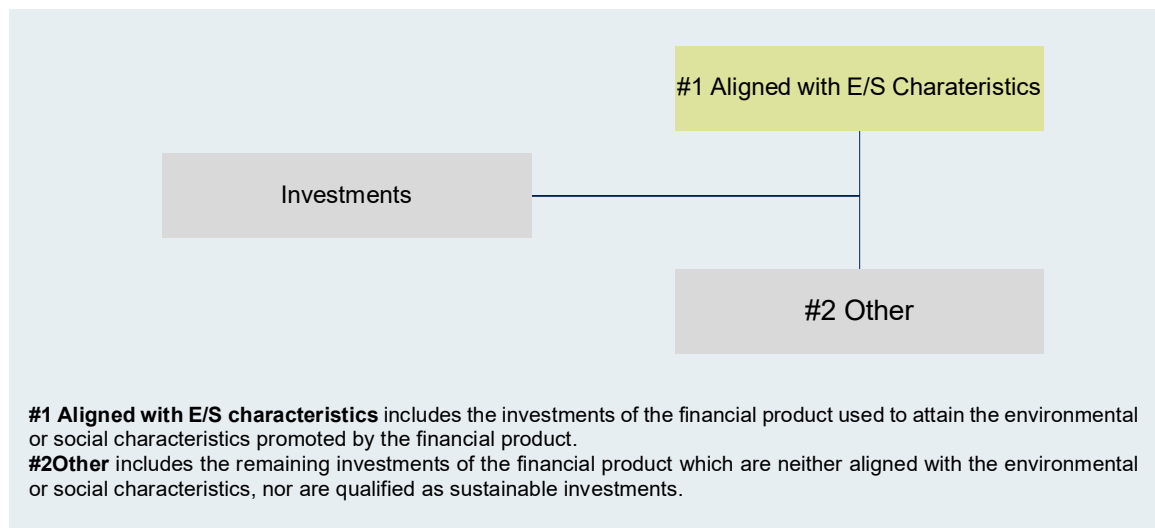 #1 Aligned with E/S Charateristics
Investments
#2 Other
#1 Aligned with E/S characteristics includes the investments of the financial product used to attain the environmental
or social characteristics promoted by the financial product.
#2Other includes the remaining investments of the financial product which are neither aligned with the environmental
or social characteristics, nor are qualified as sustainable investments.